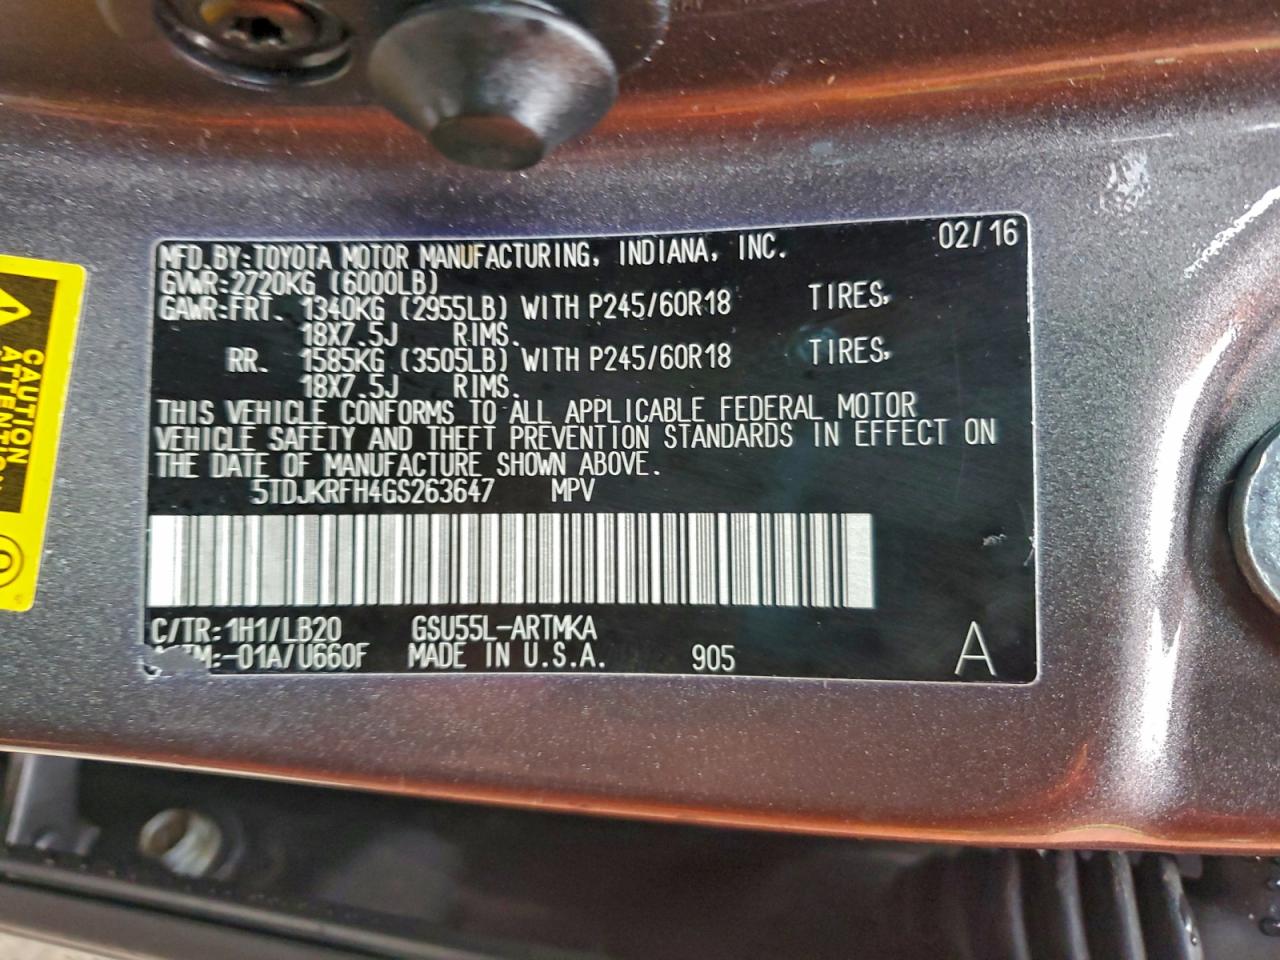 MFD.BY:TOYOTA MOTOR MANUFACTURING, INDIANA, INC. 02/16
GVWR:2720KG (6000LB)
GAWR:FRT. 1340KG (2955LB) WITH P245/60R18 TIRES,
18X7.5J RIMS.
RR. 1585KG (3505LB) WITH P245/60R18 TIRES,
18X7.5J RIMS.
THIS VEHICLE CONFORMS TO ALL APPLICABLE FEDERAL MOTOR
VEHICLE SAFETY AND THEFT PREVENTION STANDARDS IN EFFECT ON
THE DATE OF MANUFACTURE SHOWN ABOVE.
5TDJKRFH4GS263647 MPV
C/TR:1H1/LB20 GSU55L-ARTMKA
-01A/U660F MADE IN U.S.A. 905 A
CAUTION